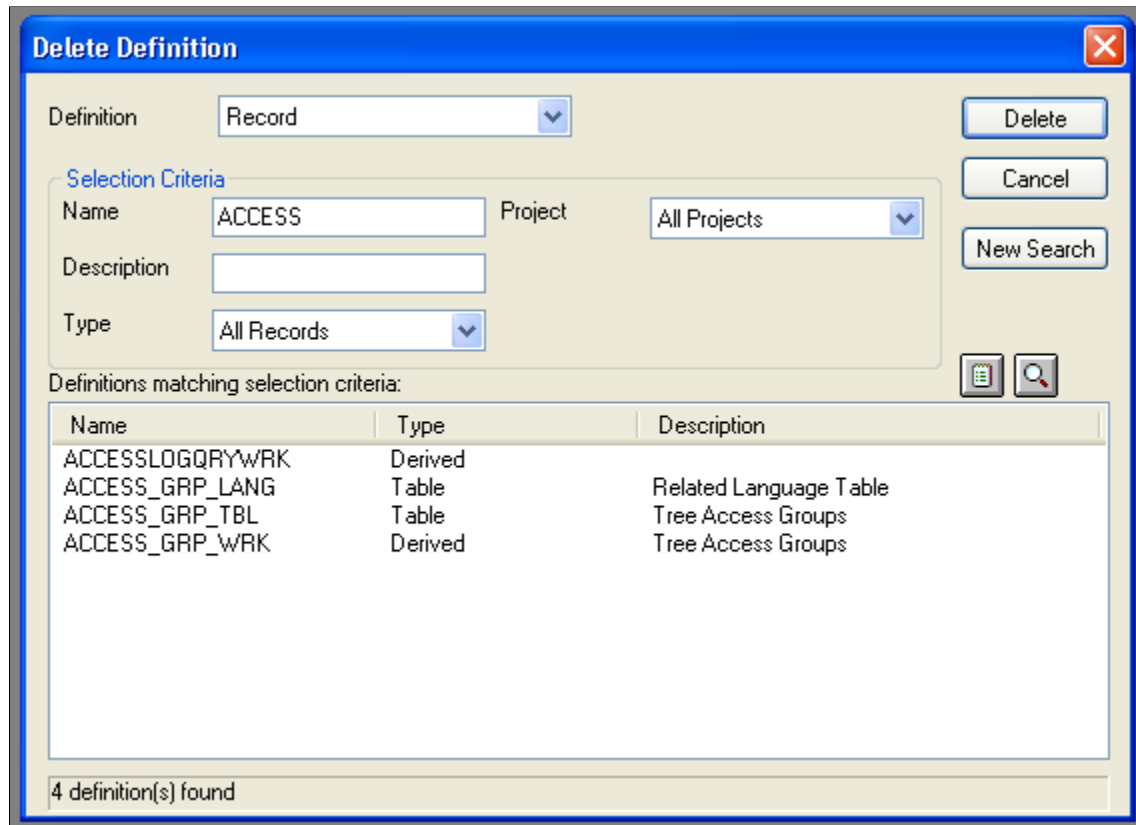 Delete Definition
Definition Record Delete
Selection Criteria Cancel
Name ACCESS Project All Projects
Description New Search
Type All Records
Definitions matching selection criteria:
Name Type Description
ACCESSLOGQRYWRK Derived
ACCESS_GRP_LANG Table Related Language Table
ACCESS_GRP_TBL Table Tree Access Groups
ACCESS_GRP_WRK Derived Tree Access Groups
4 definition(s) found